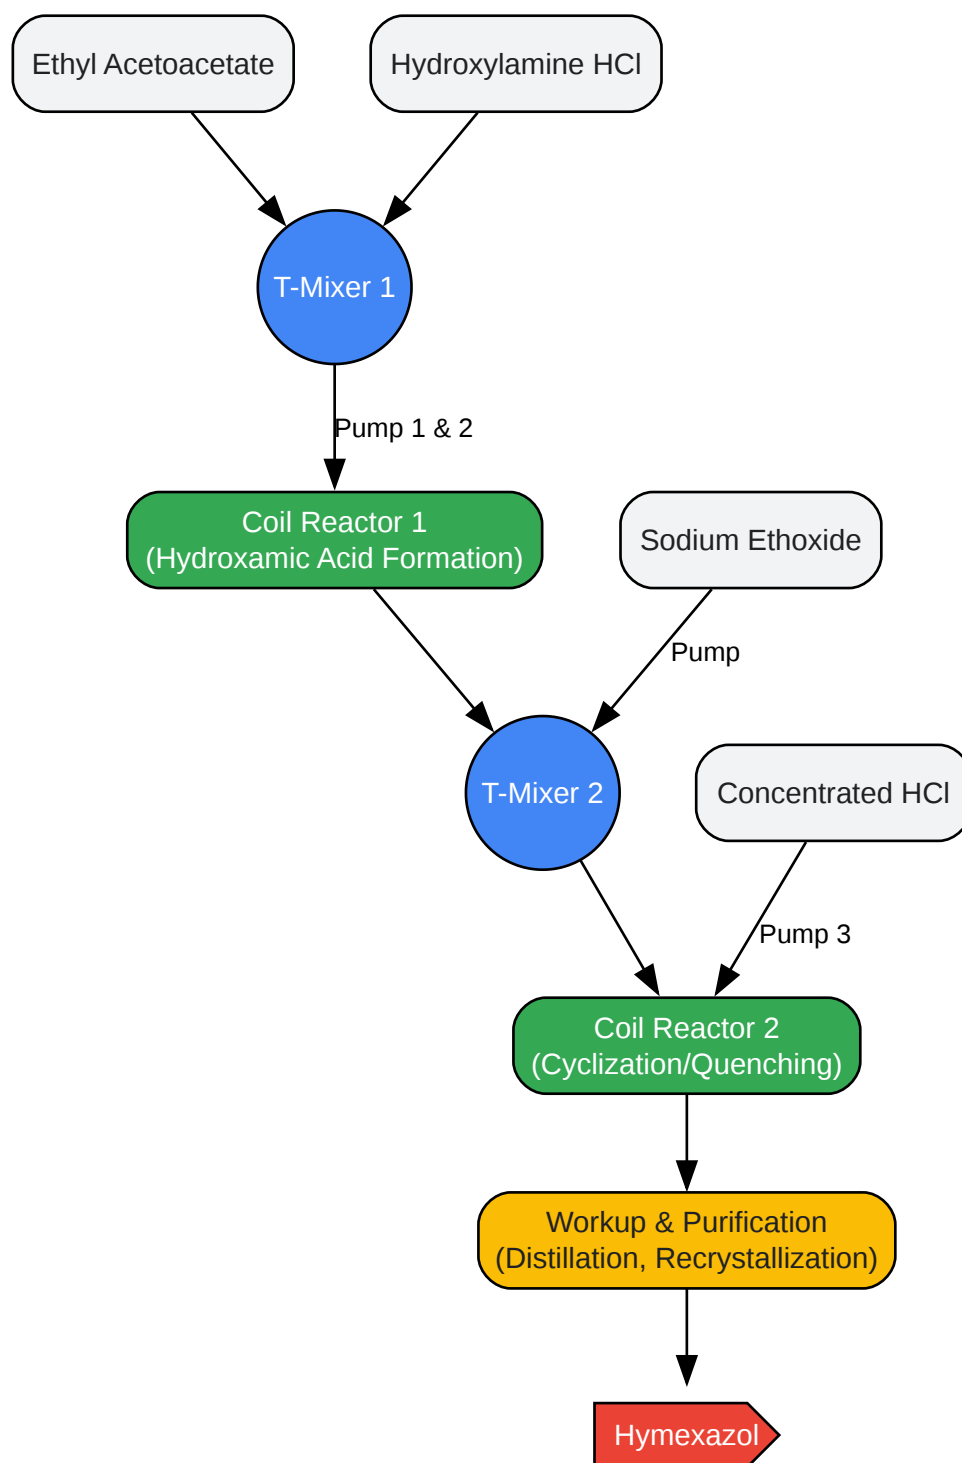 Ethyl Acetoacetate
Hydroxylamine HCl
T-Mixer 1
Pump 1 & 2
Coil Reactor 1
(Hydroxamic Acid Formation)
Sodium Ethoxide
Pump
T-Mixer 2
Concentrated HCl
Pump 3
Coil Reactor 2
(Cyclization/Quenching)
Workup & Purification
(Distillation, Recrystallization)
Hymexazol